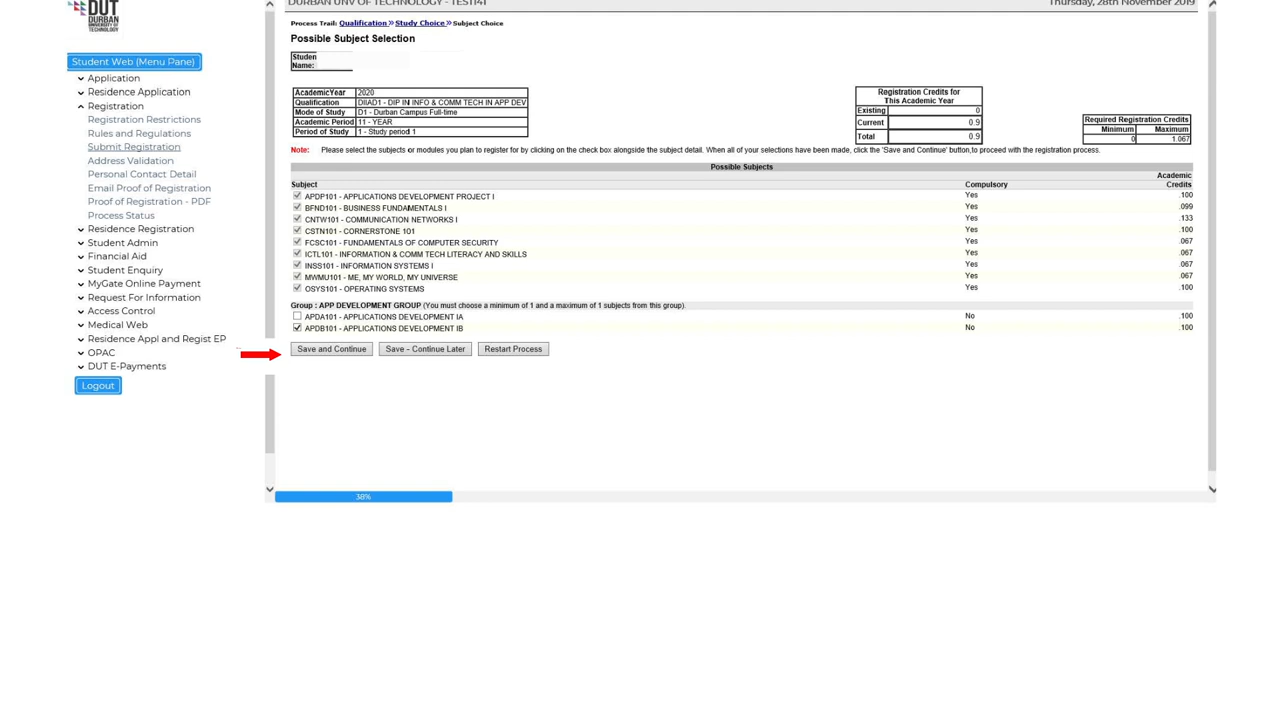 DUT
DURBAN
UNIVERSITY OF
TECHNOLOGY
Student Web (Menu Pane)
Application
Residence Application
Registration
Registration Restrictions
Rules and Regulations
Submit Registration
Address Validation
Personal Contact Detail
Email Proof of Registration
Proof of Registration - PDF
Process Status
Residence Registration
Student Admin
Financial Aid
Student Enquiry
MyGate Online Payment
Request For Information
Access Control
Medical Web
Residence Appl and Regist EP
OPAC
DUT E-Payments
Logout
DURBAN UNV OF TECHNOLOGY - TEST141 Thursday, 28th November 2019
Process Trail: Qualification » Study Choice » Subject Choice
Possible Subject Selection
Studen
Name:
AcademicYear 2020
Qualification DIIAD1 - DIP IN INFO & COMM TECH IN APP DEV
Mode of Study D1 - Durban Campus Full-time
Academic Period 11 - YEAR
Period of Study 1 - Study period 1
Registration Credits for
This Academic Year
Existing 0
Current 0.9
Total 0.9
Required Registration Credits
Minimum Maximum
0 1.067
Note: Please select the subjects or modules you plan to register for by clicking on the check box alongside the subject detail. When all of your selections have been made, click the 'Save and Continue' button,to proceed with the registration process.
Possible Subjects
Subject Compulsory Academic Credits
APDP101 - APPLICATIONS DEVELOPMENT PROJECT I Yes .100
BFND101 - BUSINESS FUNDAMENTALS I Yes .099
CNTW101 - COMMUNICATION NETWORKS I Yes .133
CSTN101 - CORNERSTONE 101 Yes .100
FCSC101 - FUNDAMENTALS OF COMPUTER SECURITY Yes .067
ICTL101 - INFORMATION & COMM TECH LITERACY AND SKILLS Yes .067
INSS101 - INFORMATION SYSTEMS I Yes .067
MWMU101 - ME, MY WORLD, MY UNIVERSE Yes .067
OSYS101 - OPERATING SYSTEMS Yes .100
Group : APP DEVELOPMENT GROUP (You must choose a minimum of 1 and a maximum of 1 subjects from this group).
APDA101 - APPLICATIONS DEVELOPMENT IA No .100
APDB101 - APPLICATIONS DEVELOPMENT IB No .100
Save and Continue Save - Continue Later Restart Process
38%